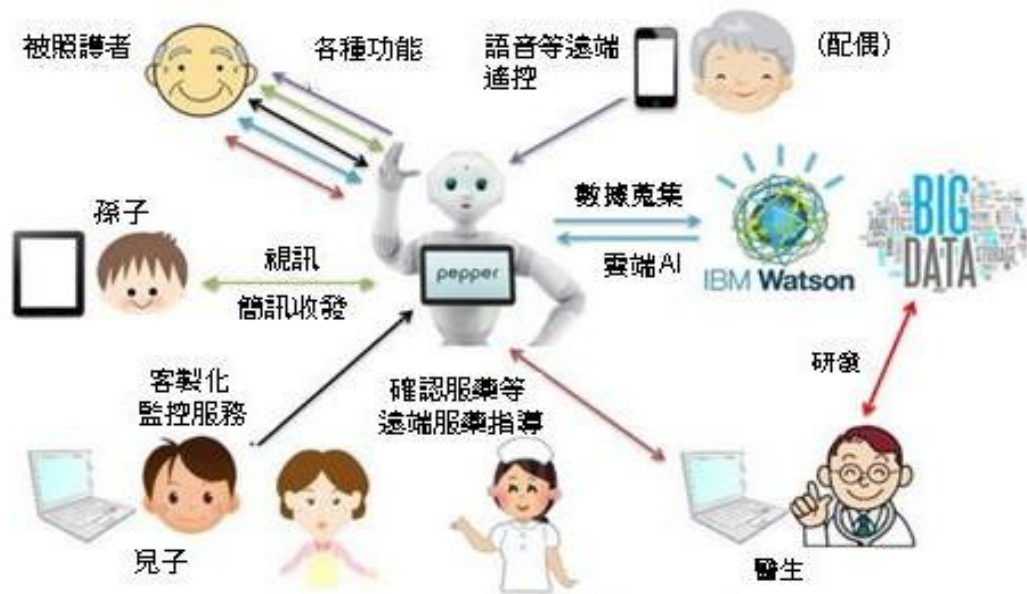 被照護者
各種功能
語音等遠端
遙控
(配偶)
孫子
視訊
簡訊收發
pepper
數據蒐集
雲端AI
IBM Watson
BIG
DATA
研發
客製化
監控服務
確認服藥等
遠端服藥指導
兒子
醫生